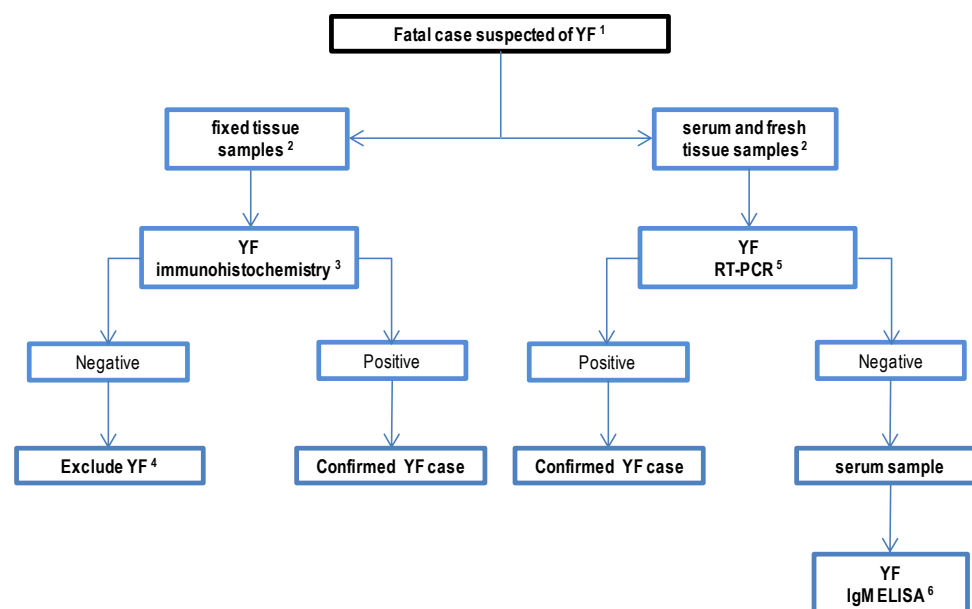 Fatal case suspected of YF 1
fixed tissue
samples 2
serum and fresh
tissue samples 2
YF
immunohistochemistry 3
YF
RT-PCR 5
Negative
Positive
Positive
Negative
Exclude YF 4
Confirmed YF case
Confirmed YF case
serum sample
YF
IgM ELISA 6